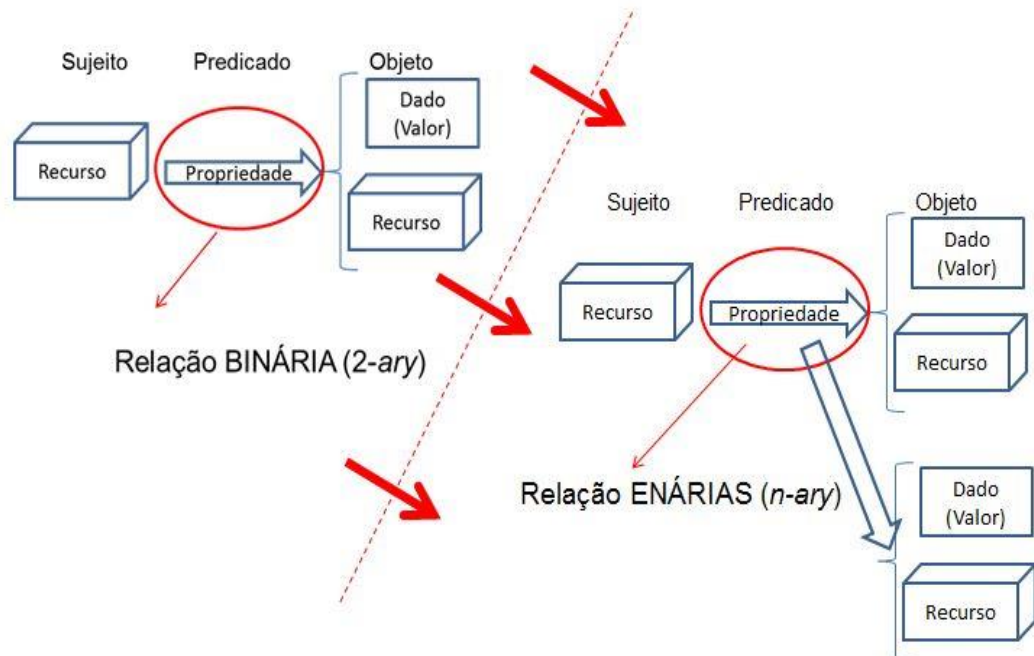 Sujeito
Predicado
Objeto
Dado
(Valor)
Recurso
Propriedade
Recurso
Relação BINÁRIA (2-ary)
Sujeito
Predicado
Objeto
Dado
(Valor)
Recurso
Propriedade
Recurso
Relação ENÁRIAS (n-ary)
Dado
(Valor)
Recurso